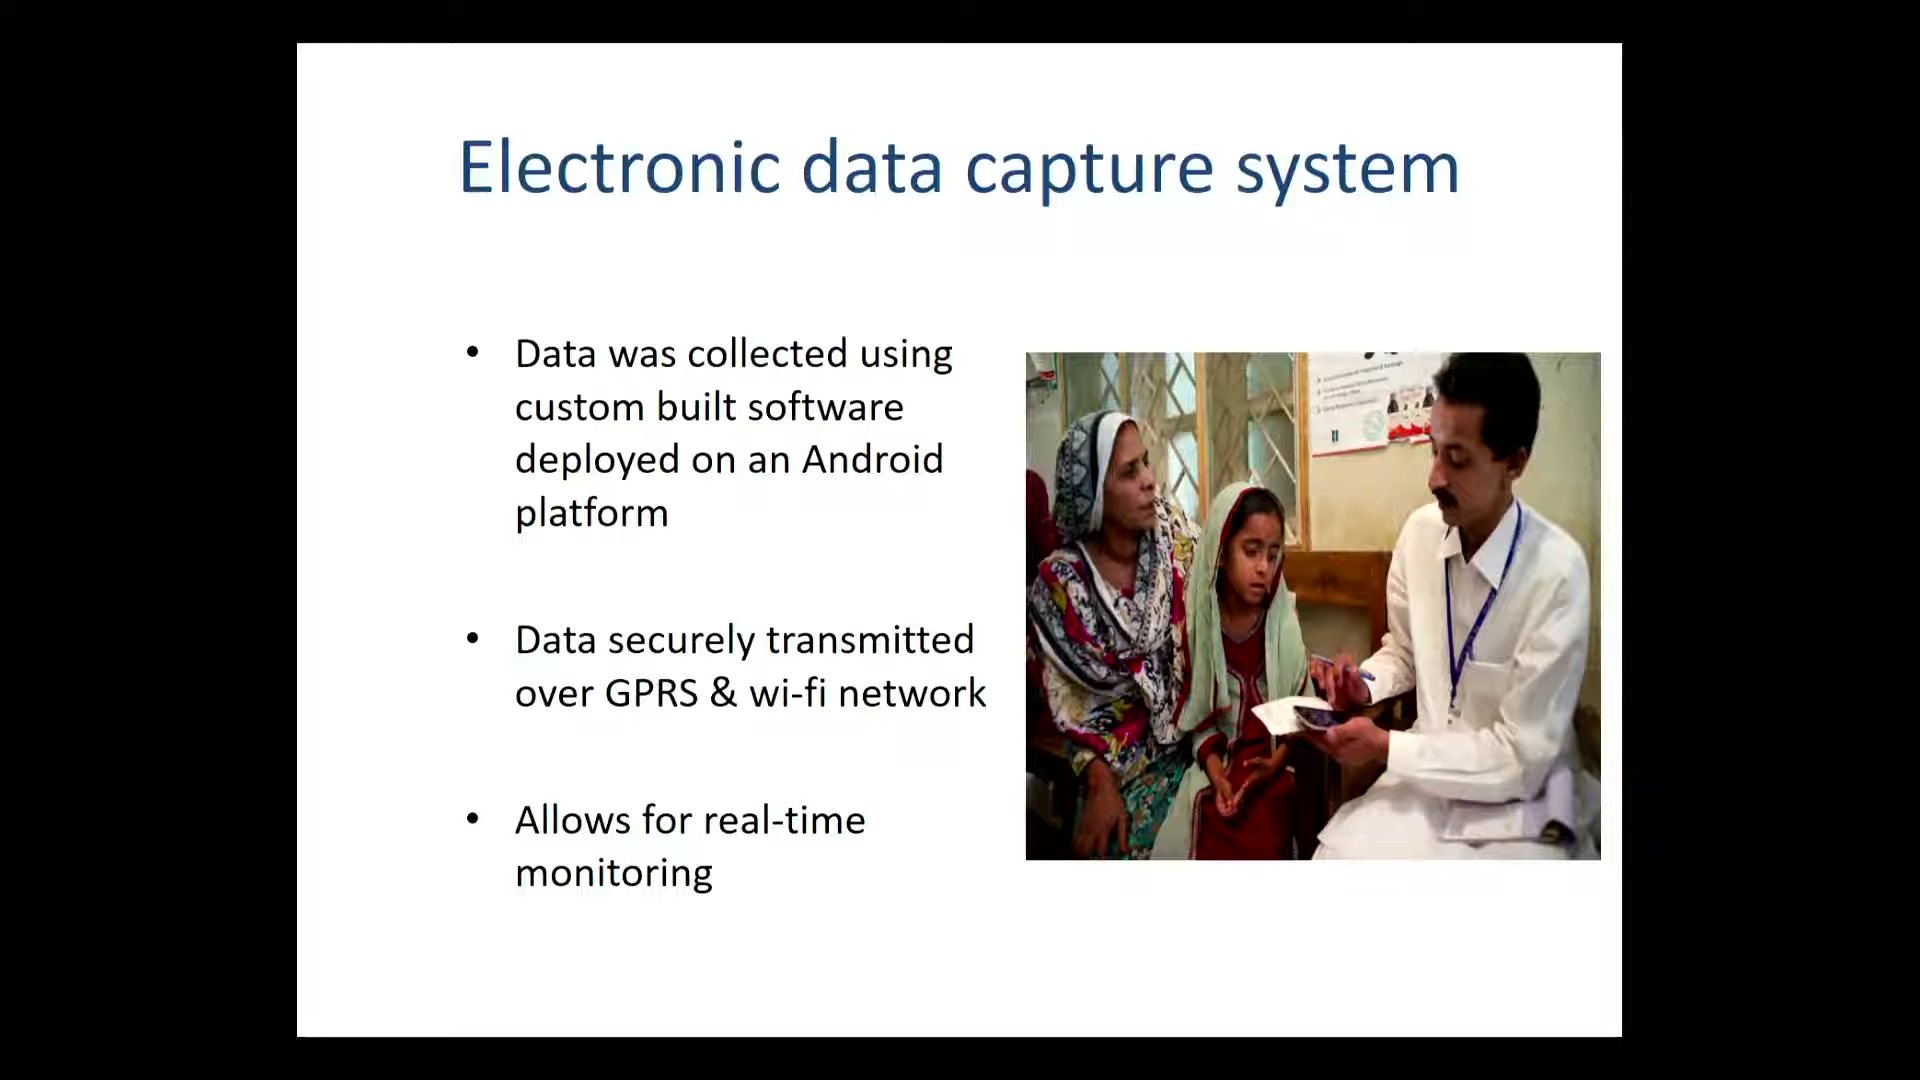 Electronic data capture system
• Data was collected using
custom built software
deployed on an Android
platform
• Data securely transmitted
over GPRS & wi-fi network
• Allows for real-time
monitoring